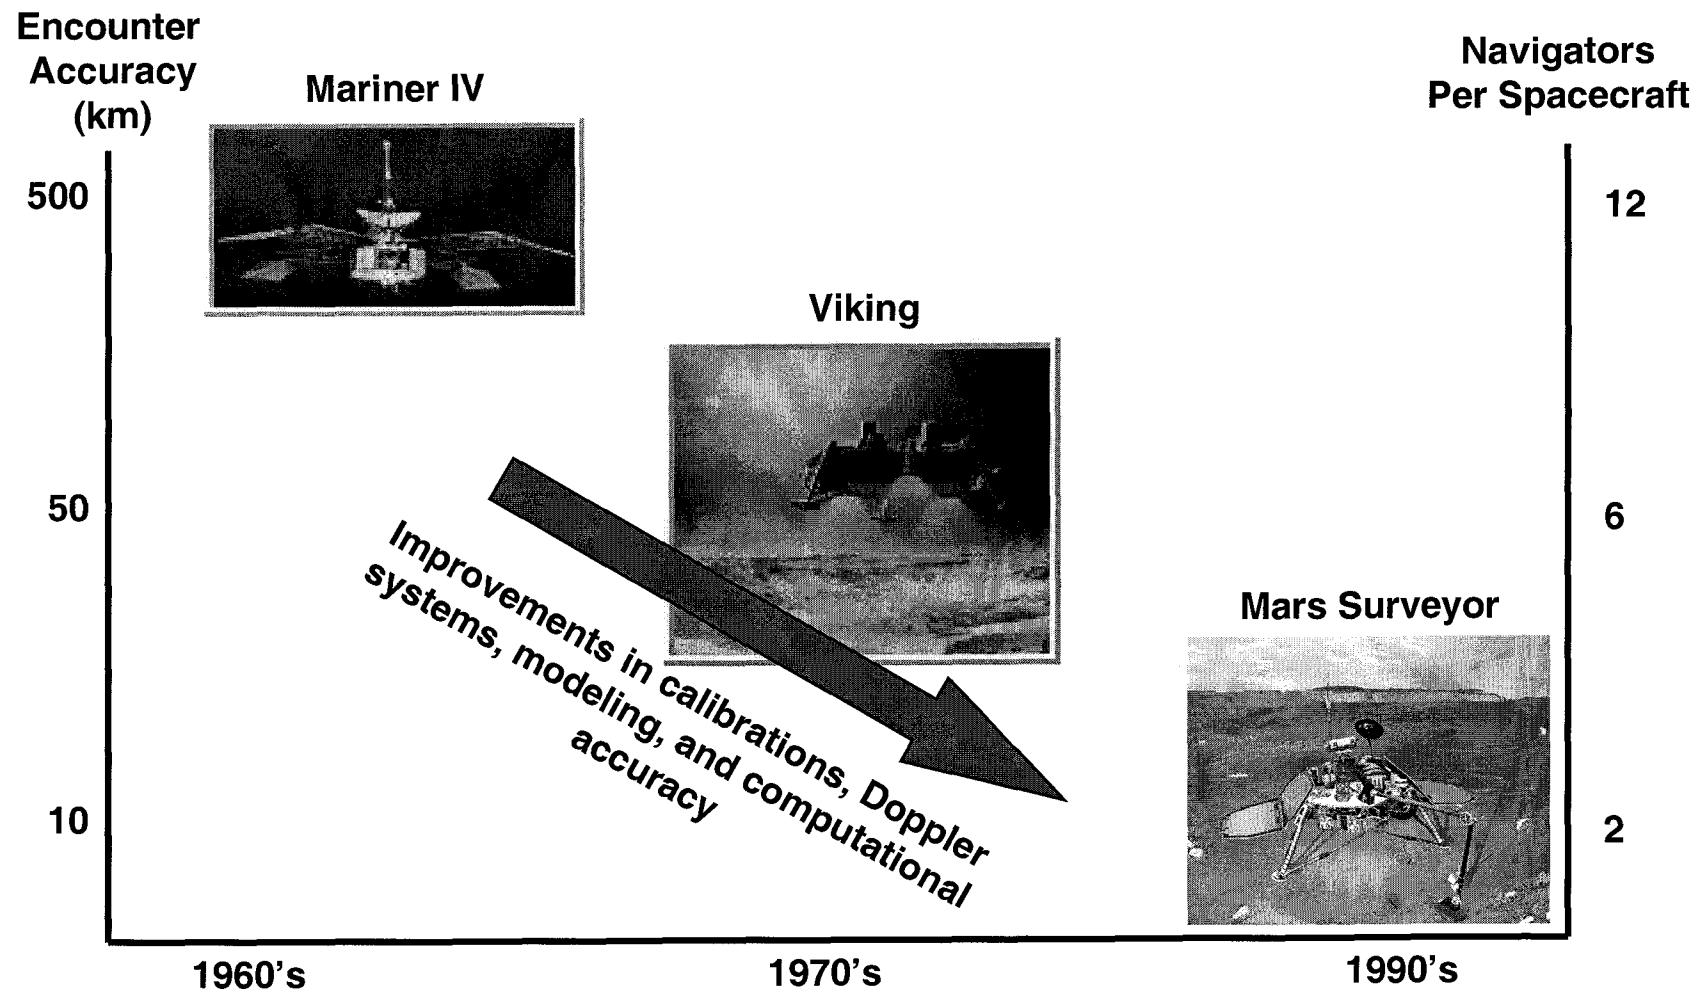 Encounter
Accuracy
(km)
Navigators
Per Spacecraft
Mariner IV
500
12
Viking
50
6
Improvements in calibrations, Doppler
systems, modeling, and computational
accuracy
Mars Surveyor
10
2
1960's
1970's
1990's